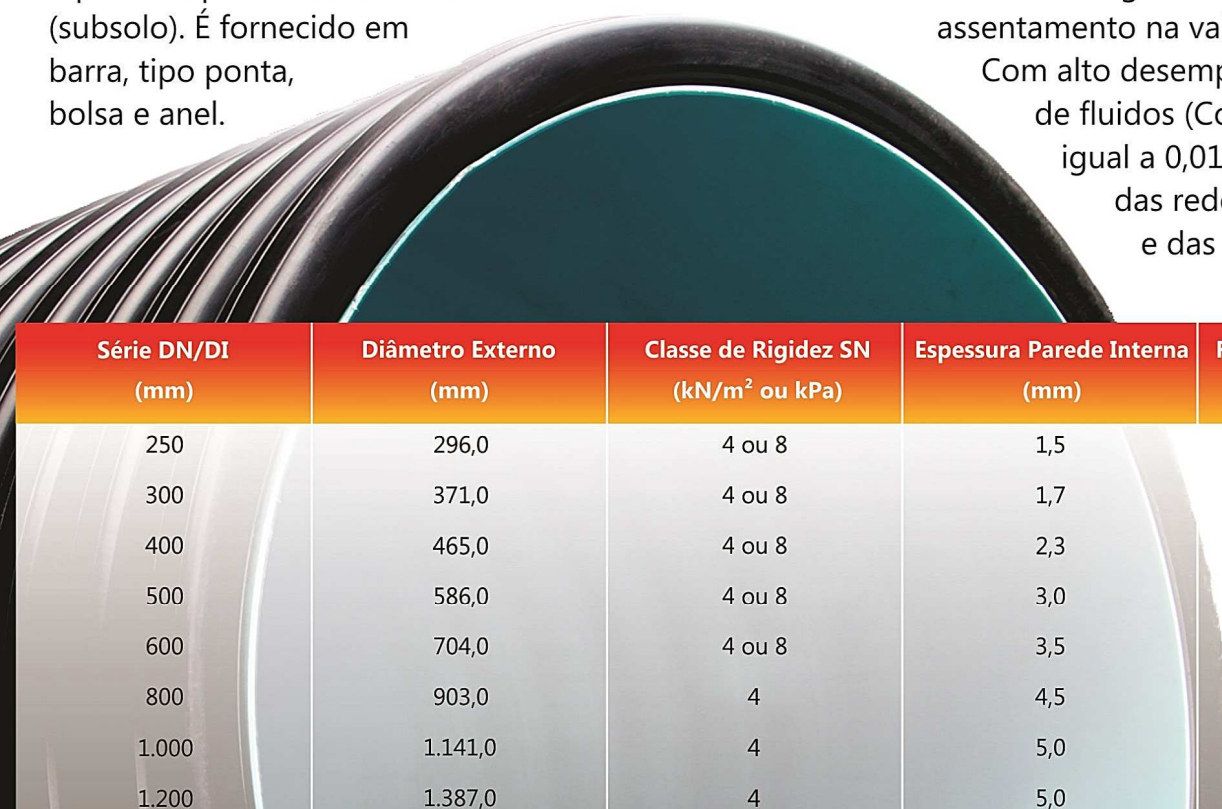 (subsolo). É fornecido em
barra, tipo ponta,
bolsa e anel.
assentamento na
Com alto
de fluidos
igual a 0,01
das
e das
Série DN/DI (mm) Diâmetro Externo (mm) Classe de Rigidez SN (kN/m² ou kPa) Espessura Parede Interna (mm)
250 296,0 4 ou 8 1,5
300 371,0 4 ou 8 1,7
400 465,0 4 ou 8 2,3
500 586,0 4 ou 8 3,0
600 704,0 4 ou 8 3,5
800 903,0 4 4,5
1.000 1.141,0 4 5,0
1.200 1.387,0 4 5,0